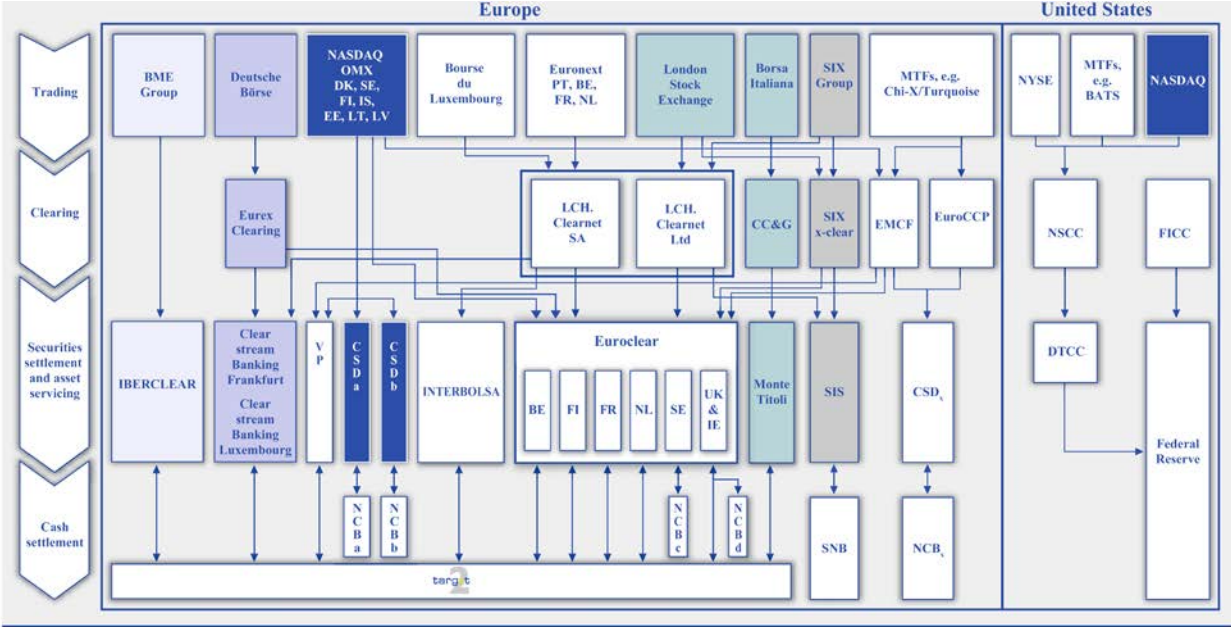 Europe
United States
Trading
BME
Group
Deutsche
Börse
NASDAQ
OMX
DK, SE,
FI, IS,
EE, LT, LV
Bourse
du
Luxembourg
Euronext
PT, BE,
FR, NL
London
Stock
Exchange
Borsa
Italiana
SIX
Group
MTFs, e.g.
Chi-X/Turquoise
NYSE
MTFs,
e.g.
BATS
NASDAQ
Clearing
Eurex
Clearing
LCH.
Clearnet
SA
LCH.
Clearnet
Ltd
CC&G
SIX
x-clear
EMCF
EuroCCP
NSCC
FICC
Securities
settlement
and asset
servicing
IBERCLEAR
Clear
stream
Banking
Frankfurt
Clear
stream
Banking
Luxembourg
V
P
C
S
D
a
C
S
D
b
INTERBOLSA
Euroclear
BE
FI
FR
NL
SE
UK
&
IE
Monte
Titoli
SIS
CSDx
DTCC
Federal
Reserve
Cash
settlement
N
C
B
a
N
C
B
b
N
C
B
c
N
C
B
d
SNB
NCBx
target
2